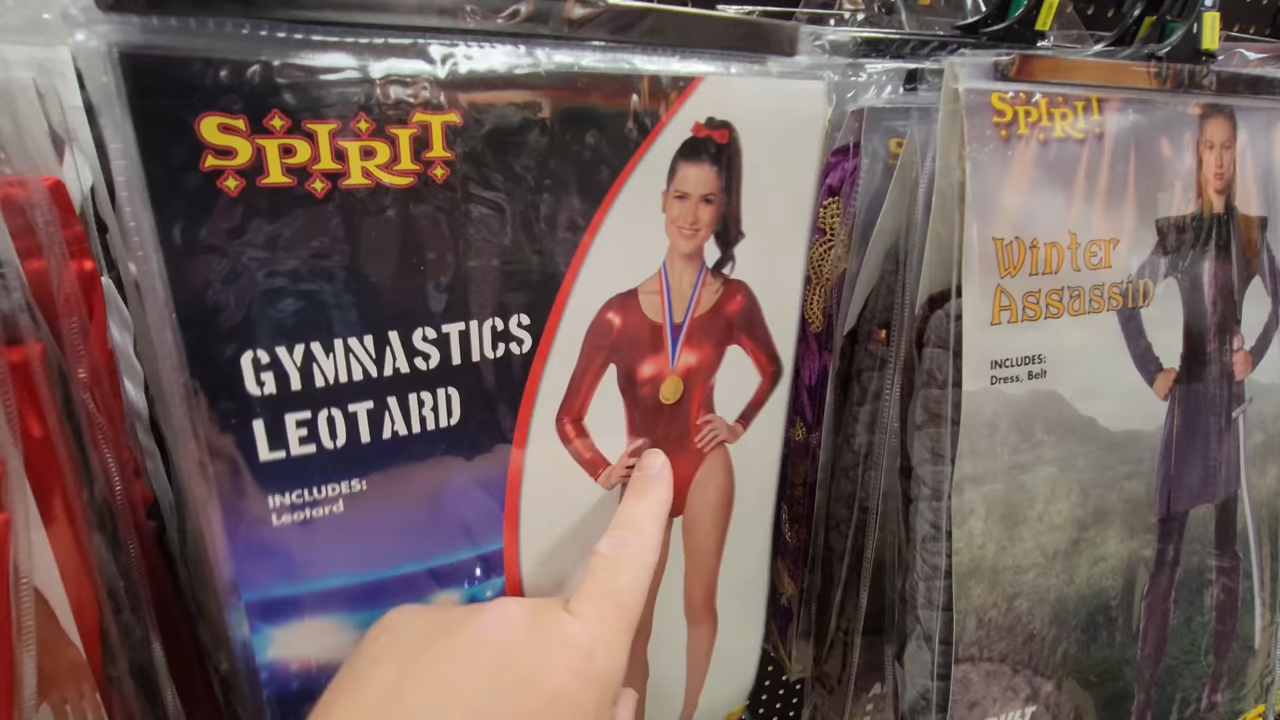 SPIRIT
GYMNASTICS
LEOTARD
INCLUDES:
Leotard
SPIRIT
Winter
Assassin
INCLUDES:
Dress, Belt